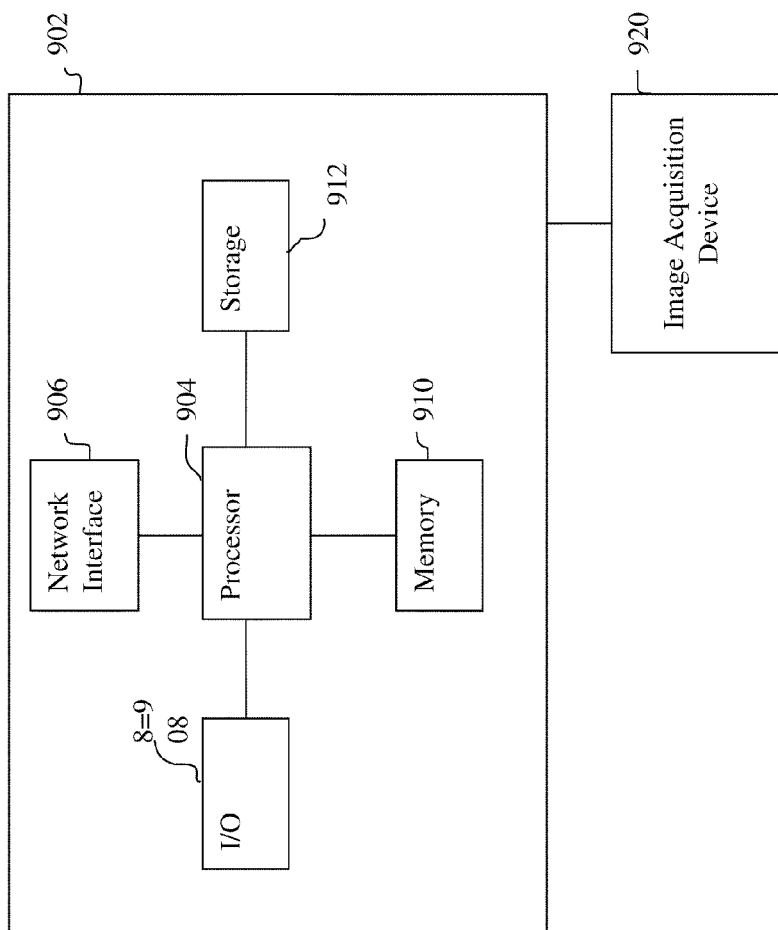 902
906
Network
Interface
904
8=9
08
I/O
Processor
Storage
912
910
Memory
920
Image Acquisition
Device